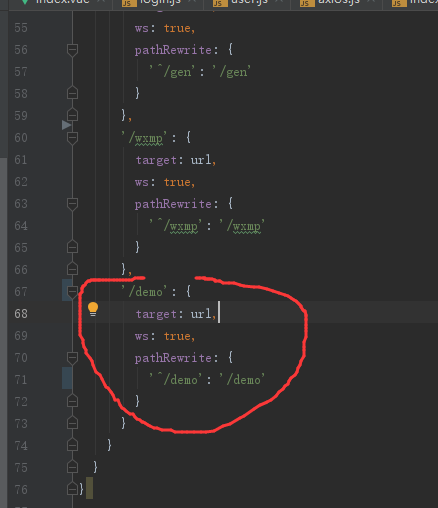 index.vue login.js user.js axios.js inde
55 ws: true,
56 pathRewrite: {
57 '^/gen': '/gen'
58 }
59 },
60 '/wxmp': {
61 target: url,
62 ws: true,
63 pathRewrite: {
64 '^/wxmp': '/wxmp'
65 }
66 },
67 '/demo': {
68 target: url,
69 ws: true,
70 pathRewrite: {
71 '^/demo': '/demo'
72 }
73 }
74 }
75 }
76 }